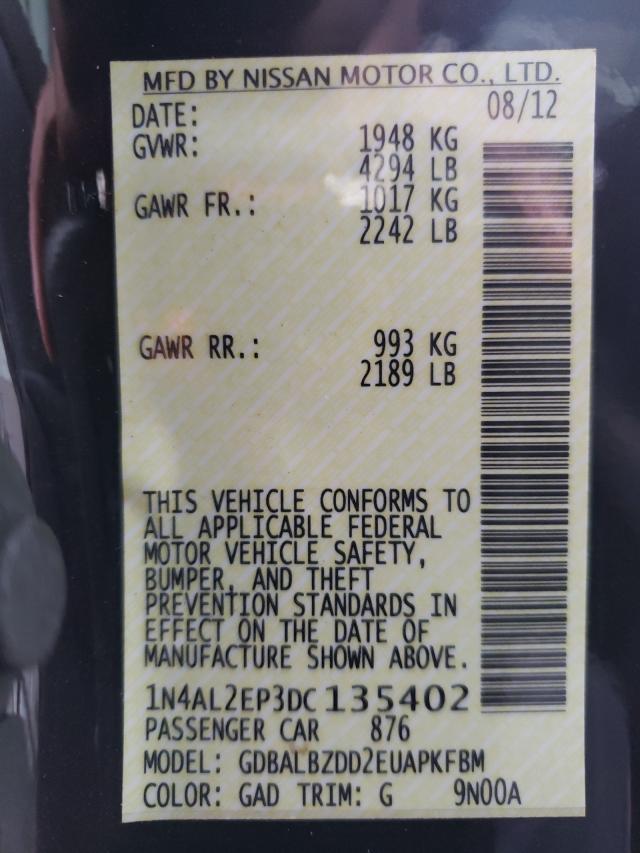 MFD BY NISSAN MOTOR CO., LTD.
DATE: 08/12
GVWR: 1948 KG
4294 LB
GAWR FR.: 1017 KG
2242 LB
GAWR RR.: 993 KG
2189 LB
THIS VEHICLE CONFORMS TO
ALL APPLICABLE FEDERAL
MOTOR VEHICLE SAFETY,
BUMPER, AND THEFT
PREVENTION STANDARDS IN
EFFECT ON THE DATE OF
MANUFACTURE SHOWN ABOVE.
1N4AL2EP3DC135402
PASSENGER CAR 876
MODEL: GDBALBZDD2EUAPKFBM
COLOR: GAD TRIM: G 9N00A